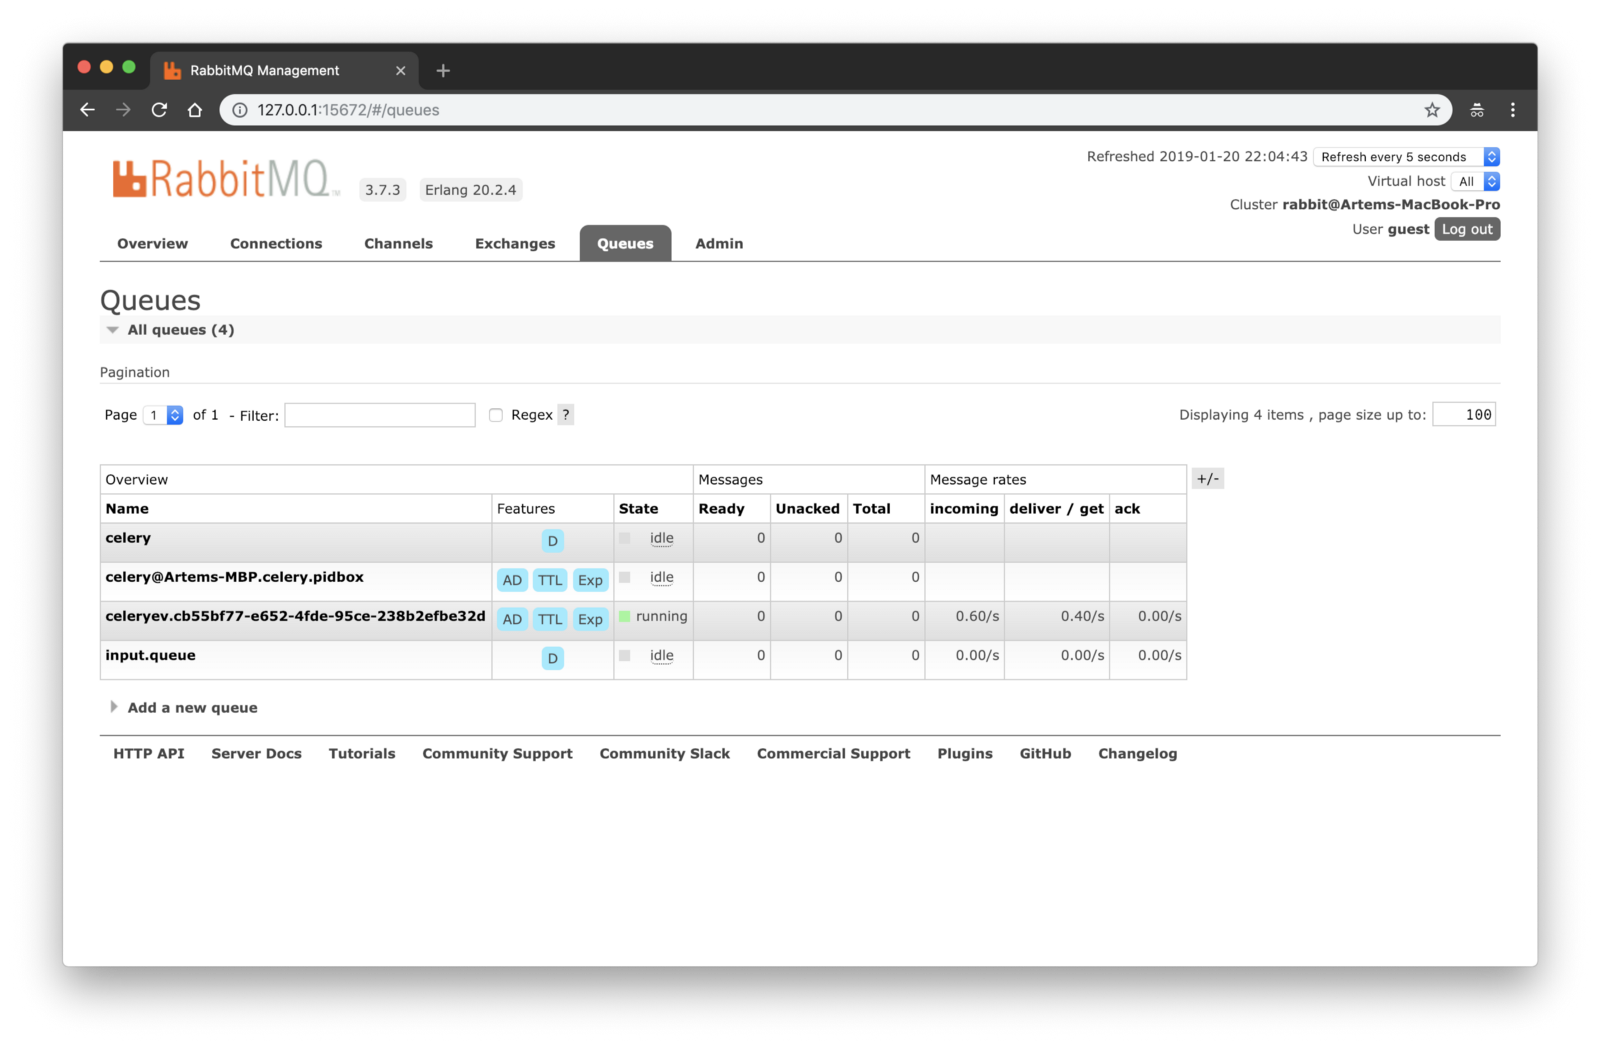 RabbitMQ Management
127.0.0.1:15672/#/queues
RabbitMQ 3.7.3 Erlang 20.2.4
Refreshed 2019-01-20 22:04:43 Refresh every 5 seconds
Virtual host All
Cluster rabbit@Artems-MacBook-Pro
User guest Log out
Overview Connections Channels Exchanges Queues Admin
Queues
All queues (4)
Pagination
Page 1 of 1 - Filter: Regex ? Displaying 4 items , page size up to: 100
Overview Messages Message rates +/-
Name Features State Ready Unacked Total incoming deliver / get ack
celery D idle 0 0 0
celery@Artems-MBP.celery.pidbox AD TTL Exp idle 0 0 0
celeryev.cb55bf77-e652-4fde-95ce-238b2efbe32d AD TTL Exp running 0 0 0 0.60/s 0.40/s 0.00/s
input.queue D idle 0 0 0 0.00/s 0.00/s 0.00/s
Add a new queue
HTTP API Server Docs Tutorials Community Support Community Slack Commercial Support Plugins GitHub Changelog